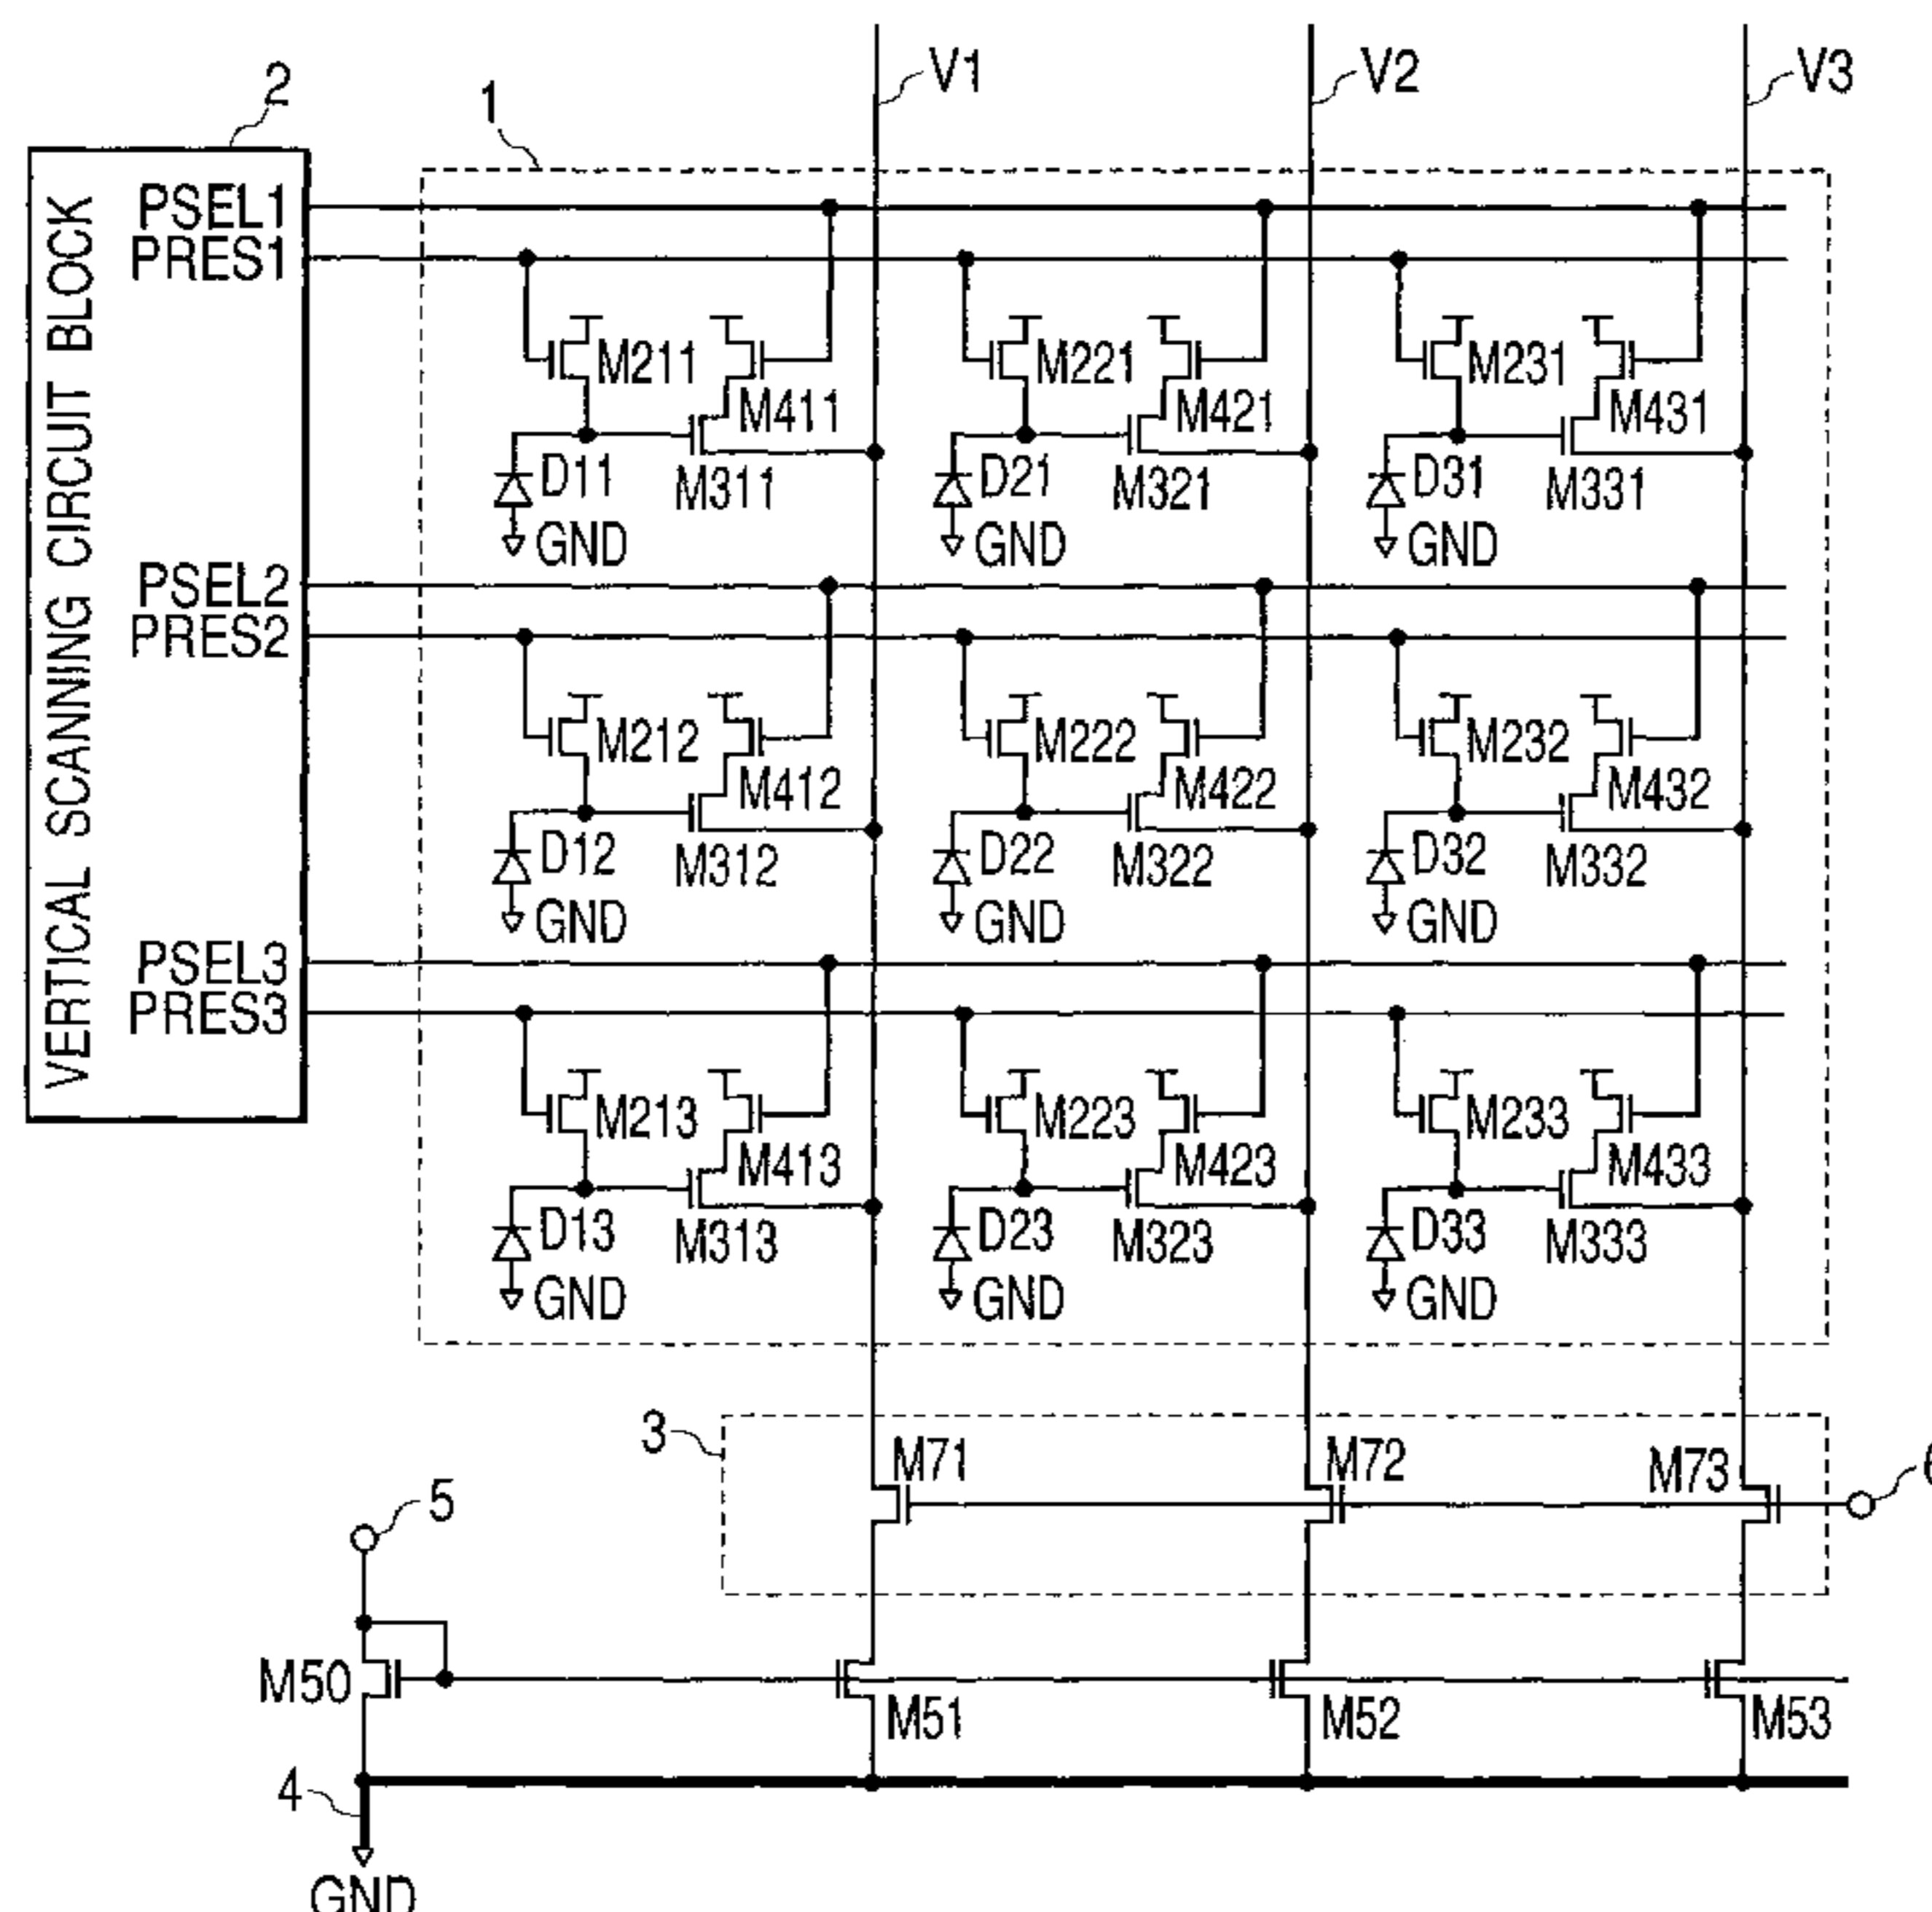 V1 V2 V3
2
1
VERTICAL SCANNING CIRCUIT BLOCK
PSEL1
PRES1
M211 M221 M231
M411 M421 M431
D11 M311 D21 M321 D31 M331
GND GND GND
PSEL2
PRES2
M212 M222 M232
M412 M422 M432
D12 M312 D22 M322 D32 M332
GND GND GND
PSEL3
PRES3
M213 M223 M233
M413 M423 M433
D13 M313 D23 M323 D33 M333
GND GND GND
3
M71 M72 M73
5
M50
M51 M52 M53
4
GND